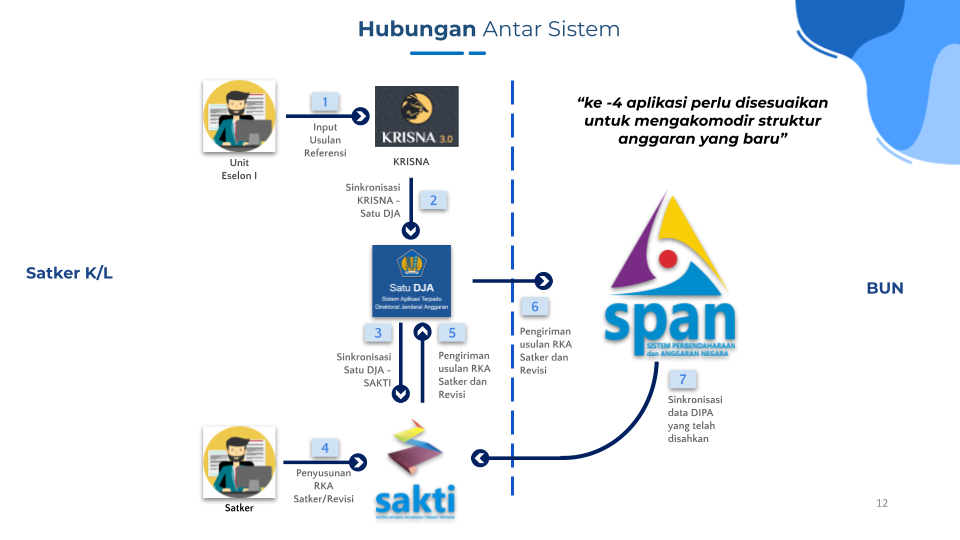 Hubungan Antar Sistem
"ke -4 aplikasi perlu disesuaikan
untuk mengakomodir struktur
anggaran yang baru"
1
Input
Usulan
Referensi
KRISNA 3.0
Unit
Eselon I
KRISNA
Sinkronisasi
KRISNA –
Satu DJA
2
Satker K/L
Satu DJA
Sistem Aplikasi Terpadu
Direktorat Jenderal Anggaran
BUN
6
Pengiriman
usulan RKA
Satker dan
Revisi
span
SISTEM PERBENDAHARAAN
dan ANGGARAN NEGARA
3
Sinkronisasi
Satu DJA –
SAKTI
5
Pengiriman
usulan RKA
Satker dan
Revisi
7
Sinkronisasi
data DIPA
yang telah
disahkan
4
Penyusunan
RKA
Satker/Revisi
Satker
sakti
12